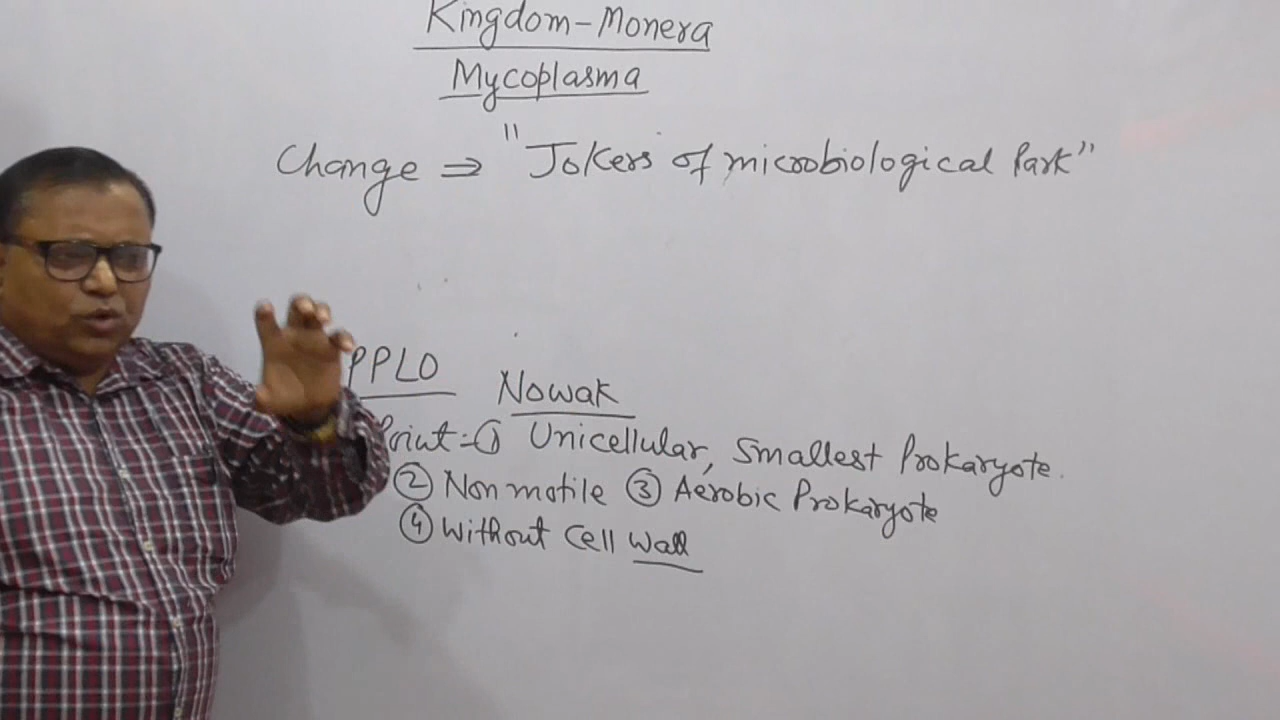 Kingdom-Monera
Mycoplasma
Change ⇒ " "Jokers of microbiological Park"
PPLO Nowak
Point:-① Unicellular, Smallest Prokaryote.
② Non motile ③ Aerobic Prokaryote
④ Without Cell Wall